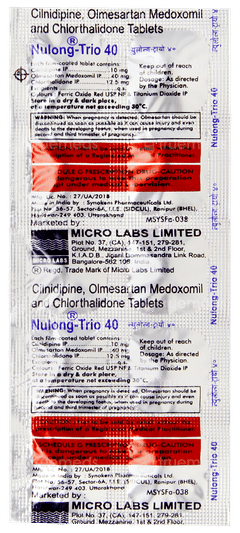 Cilnidipine, Olmesartan Medoxomil
and Chlorthalidone Tablets
Nulong-Trio 40
Each film-coated tablet contains:
Cilnidipine IP 10 mg
Olmesartan Medoxomil IP 40 mg
Chlorthalidone IP 12.5 mg
Excipients q.s.
Colours: Ferric Oxide Red USP-NF & Titanium Dioxide IP
Store in a dry & dark place,
at a temperature not exceeding 30°C.
Keep out of reach
of children.
Dosage: As directed
by the Physician.
WARNING: When pregnancy is detected, Olmesartan should be
discontinued as soon as possible as it can cause injury and even
death to the developing foetus, when used in pregnancy during
second and third trimester of pregnancy.
SCHEDULE G PRESCRIPTION DRUG-CAUTION
Mfg. Lic. No.: 27/UA/2018
Made in India by : Synokem Pharmaceuticals Ltd.
Plot No. 56-57, Sector-6A, I.I.E. (SIDCUL), Ranipur (BHEL),
Haridwar-249 403, Uttarakhand
Marketed by :
MSYSFo-038
MICRO LABS LIMITED
Plot No. 37, (CA), 147-151, 279-281,
Ground, Mezzanine, 1st & 2nd Floor,
K.I.A.D.B., Jigani Bommasandra Link Road,
Bangalore-562 106
® Regd. Trade Mark of Micro Labs Limited
Cilnidipine, Olmesartan Medoxomil
and Chlorthalidone Tablets
Nulong-Trio 40
Each film coated tablet contains:
Cilnidipine IP 10 mg
Olmesartan Medoxomil IP 40 mg
Chlorthalidone IP 12.5 mg
Excipients q.s.
Colours: Ferric Oxide Red USP-NF & Titanium Dioxide IP
Store in a dry & dark place,
at a temperature not exceeding 30°C.
Keep out of reach
of children.
Dosage: As directed
by the Physician.
WARNING: When pregnancy is detected, Olmesartan should be
discontinued as soon as possible as it can cause injury and even
death to the developing foetus, when used in pregnancy during
second and third trimester of pregnancy.
SCHEDULE G PRESCRIPTION DRUG-CAUTION
Mfg. Lic. No.: 27/UA/2018
Made in India by : Synokem Pharmaceuticals Ltd.
Plot No. 56-57, Sector-6A, I.I.E. (SIDCUL), Ranipur (BHEL),
Haridwar-249 403, Uttarakhand
Marketed by :
MSYSFo-038
MICRO LABS LIMITED
Plot No. 37, (CA), 147-151, 279-281,
Ground, Mezzanine, 1st & 2nd Floor,
Nulong-Trio 40
Nulong-Trio 40
Nulong-Trio 40